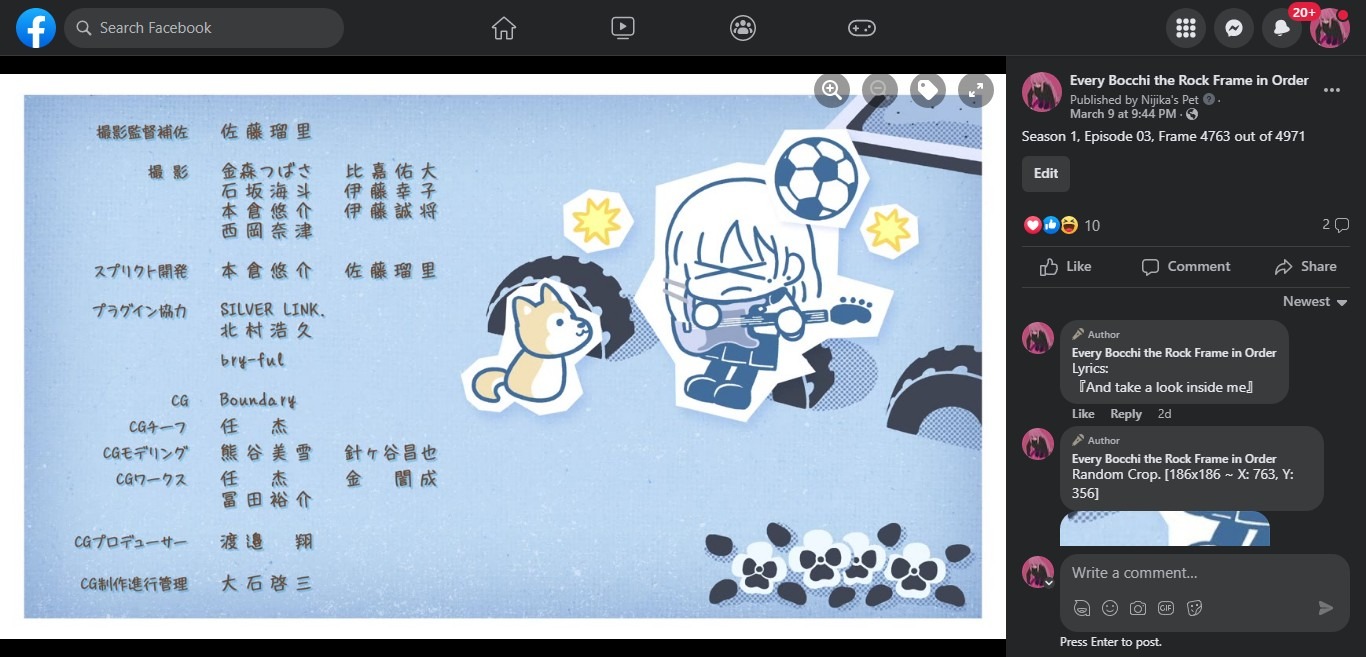 Search Facebook
20+
撮影監督補佐 佐藤瑠里
撮影 金森つばさ 比嘉佑大
石坂海斗 伊藤幸子
本倉悠介 伊藤誠将
西岡奈津
スプリクト開発 本倉悠介 佐藤瑠里
プラグイン協力 SILVER LINK.
北村浩久
bry-ful
CG Boundary
CGチーフ 任 杰
CGモデリング 熊谷美雪 針ヶ谷昌也
CGワークス 任 杰 金 闇成
冨田裕介
CGプロデューサー 渡邉 翔
CG制作進行管理 大石啓三
Every Bocchi the Rock Frame in Order
Published by Nijika's Pet
March 9 at 9:44 PM ·
Season 1, Episode 03, Frame 4763 out of 4971
Edit
10
2
Like Comment Share
Newest
Author
Every Bocchi the Rock Frame in Order
Lyrics:
『And take a look inside me』
Like Reply 2d
Author
Every Bocchi the Rock Frame in Order
Random Crop. [186x186 ~ X: 763, Y:
356]
Write a comment...
GIF
Press Enter to post.